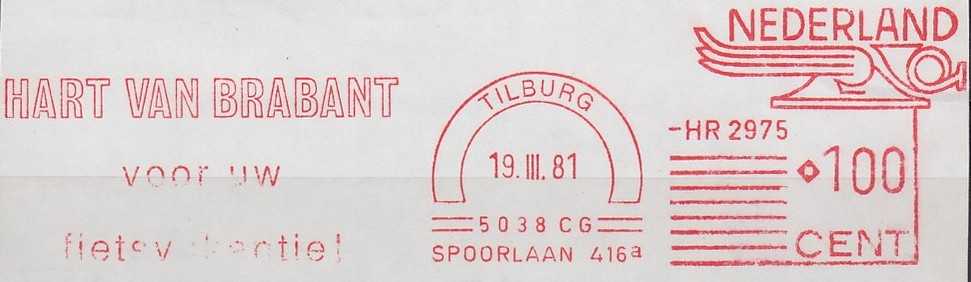 HART VAN BRABANT
voor uw
TILBURG
19.III.81
5038 CG
SPOORLAAN 416a
NEDERLAND
-HR 2975
100
CENT